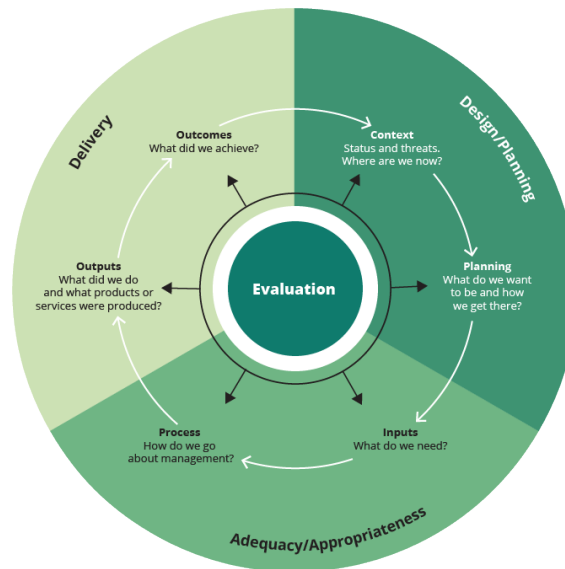 Delivery
Design/Planning
Outcomes
What did we achieve?
Context
Status and threats.
Where are we now?
Outputs
What did we do
and what products or
services were produced?
Evaluation
Planning
What do we want
to be and how
we get there?
Process
How do we go
about management?
Inputs
What do we need?
Adequacy/Appropriateness